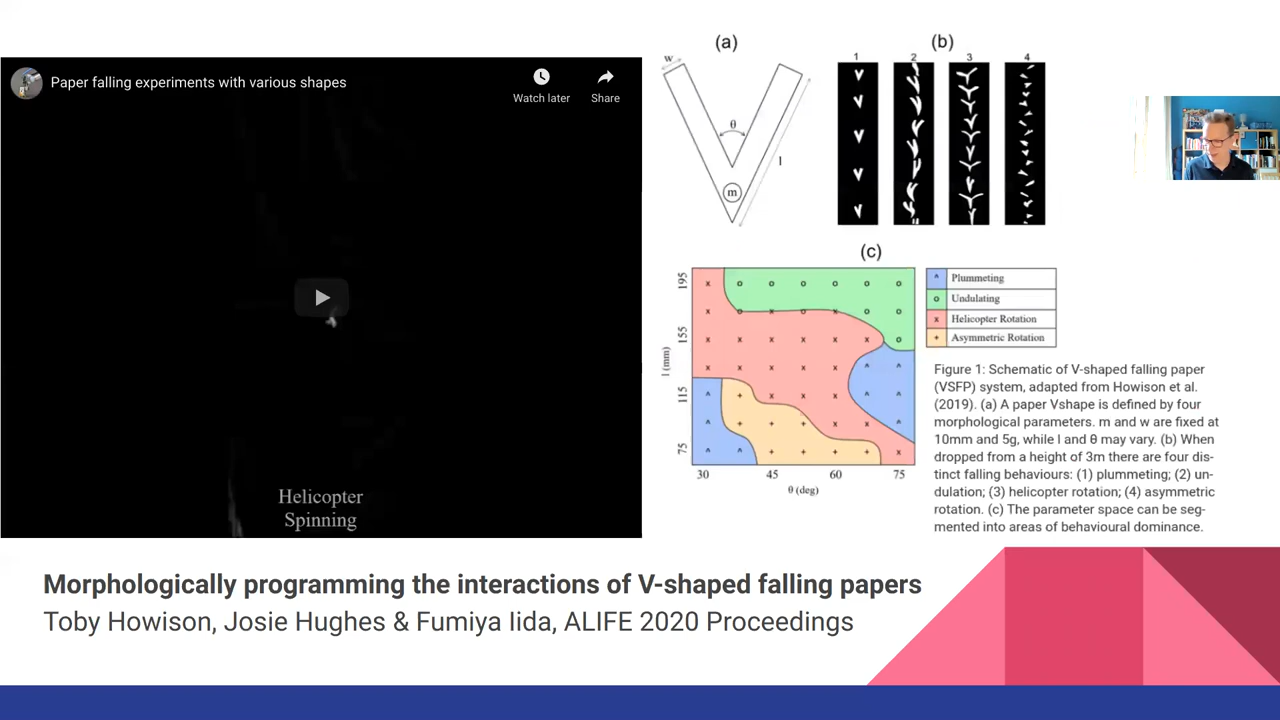 Paper falling experiments with various shapes
Watch later
Share
Helicopter
Spinning
(a)
w
θ
l
m
(b)
1 2 3 4
(c)
l (mm)
195
155
115
75
30 45 60 75
θ (deg)
^ Plummeting
o Undulating
x Helicopter Rotation
+ Asymmetric Rotation
Figure 1: Schematic of V-shaped falling paper
(VSFP) system, adapted from Howison et al.
(2019). (a) A paper Vshape is defined by four
morphological parameters. m and w are fixed at
10mm and 5g, while l and θ may vary. (b) When
dropped from a height of 3m there are four dis-
tinct falling behaviours: (1) plummeting; (2) un-
dulation; (3) helicopter rotation; (4) asymmetric
rotation. (c) The parameter space can be seg-
mented into areas of behavioural dominance.
Morphologically programming the interactions of V-shaped falling papers
Toby Howison, Josie Hughes & Fumiya Iida, ALIFE 2020 Proceedings